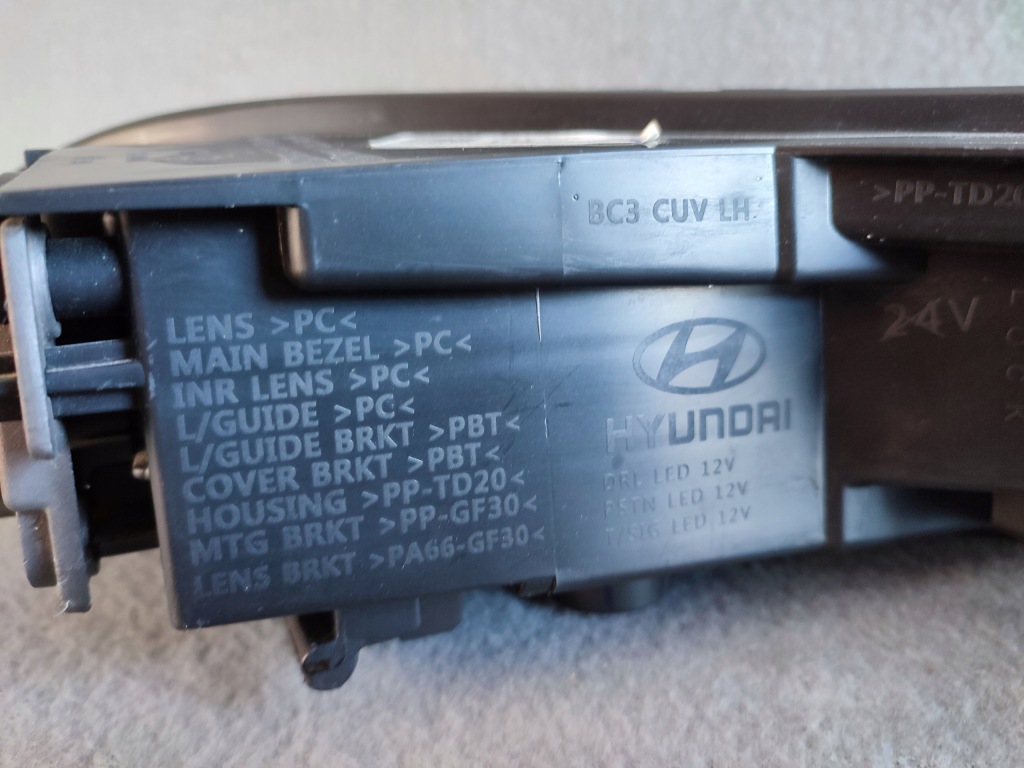 BC3 CUV LH
>PP-TD20
LENS >PC<
MAIN BEZEL >PC<
INR LENS >PC<
L/GUIDE >PC<
L/GUIDE BRKT >PBT<
COVER BRKT >PBT<
HOUSING >PP-TD20<
MTG BRKT >PP-GF30<
LENS BRKT >PA66-GF30<
HYUNDAI
DRL LED 12V
PSTN LED 12V
T/SIG LED 12V
24V